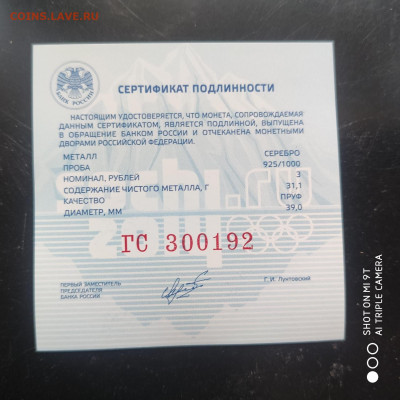 COINS.LAVE.RU
БАНК РОССИИ
СЕРТИФИКАТ ПОДЛИННОСТИ
НАСТОЯЩИМ УДОСТОВЕРЯЕТСЯ, ЧТО МОНЕТА, СОПРОВОЖДАЕМАЯ
ДАННЫМ СЕРТИФИКАТОМ, ЯВЛЯЕТСЯ ПОДЛИННОЙ, ВЫПУЩЕНА
В ОБРАЩЕНИЕ БАНКОМ РОССИИ И ОТЧЕКАНЕНА МОНЕТНЫМИ
ДВОРАМИ РОССИЙСКОЙ ФЕДЕРАЦИИ.
МЕТАЛЛ СЕРЕБРО
ПРОБА 925/1000
НОМИНАЛ, РУБЛЕЙ 3
СОДЕРЖАНИЕ ЧИСТОГО МЕТАЛЛА, Г 31,1
КАЧЕСТВО ПРУФ
ДИАМЕТР, ММ 39,0
sochi.ru
2014
ГС 300192
ПЕРВЫЙ ЗАМЕСТИТЕЛЬ
ПРЕДСЕДАТЕЛЯ
БАНКА РОССИИ
Г. И. Лунтовский
SHOT ON MI 9T
AI TRIPLE CAMERA